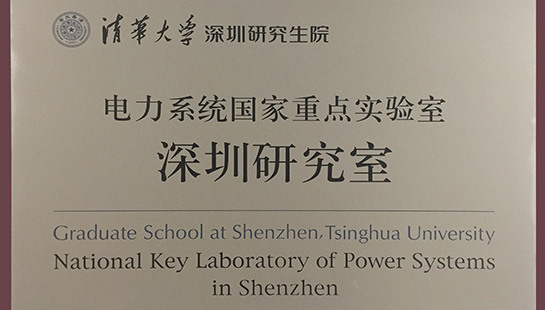 清華大学 深圳研究生院
电力系统国家重点实验室
深圳研究室
Graduate School at Shenzhen, Tsinghua University
National Key Laboratory of Power Systems
in Shenzhen